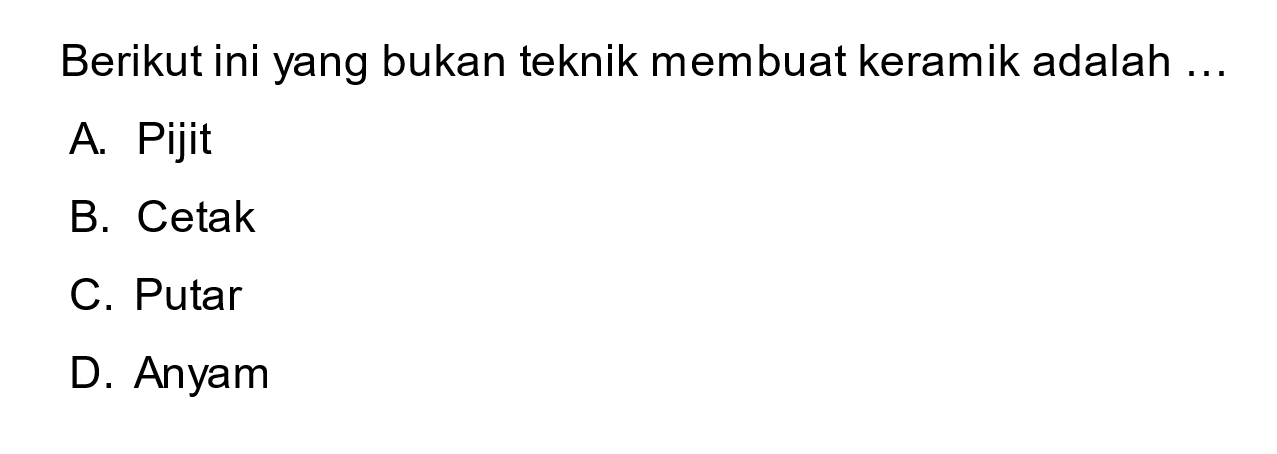 Berikut ini yang bukan teknik membuat keramik adalah ...
A. Pijit
B. Cetak
C. Putar
D. Anyam